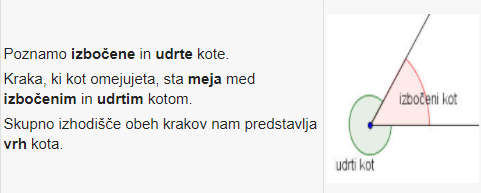 Poznamo izbočene in udrte kote.
Kraka, ki kot omejujeta, sta meja med
izbočenim in udrtim kotom.
Skupno izhodišče obeh krakov nam predstavlja
vrh kota.
izbočeni kot
udrti kot